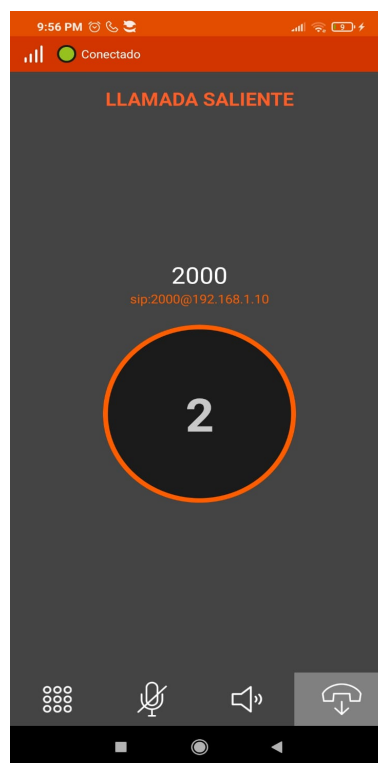 9:56 PM
9
Conectado
LLAMADA SALIENTE
2000
sip:2000@192.168.1.10
2